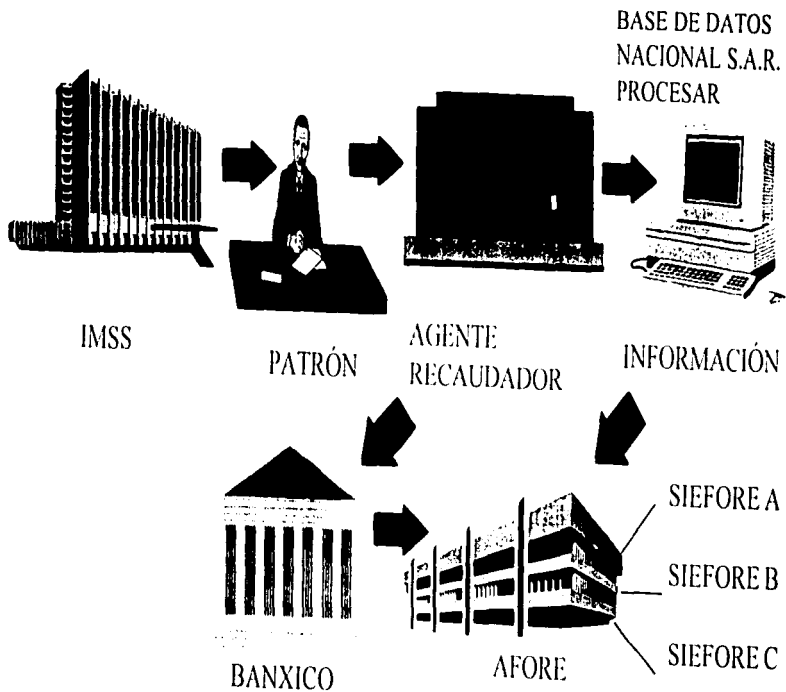 BASE DE DATOS
NACIONAL S.A.R.
PROCESAR
IMSS
PATRÓN
AGENTE
RECAUDADOR
INFORMACIÓN
SIEFORE A
SIEFORE B
SIEFORE C
BANXICO
AFORE